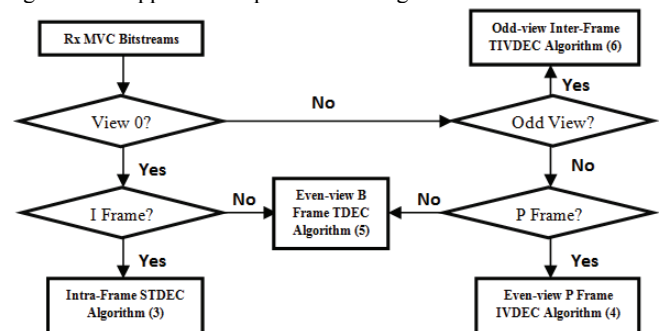 Rx MVC Bitstreams
Odd-view Inter-Frame
TIVDEC Algorithm (6)
Yes
View 0?
No
Odd View?
Yes
No
I Frame?
No
Even-view B
Frame TDEC
Algorithm (5)
No
P Frame?
Yes
Yes
Intra-Frame STDEC
Algorithm (3)
Even-view P Frame
IVDEC Algorithm (4)